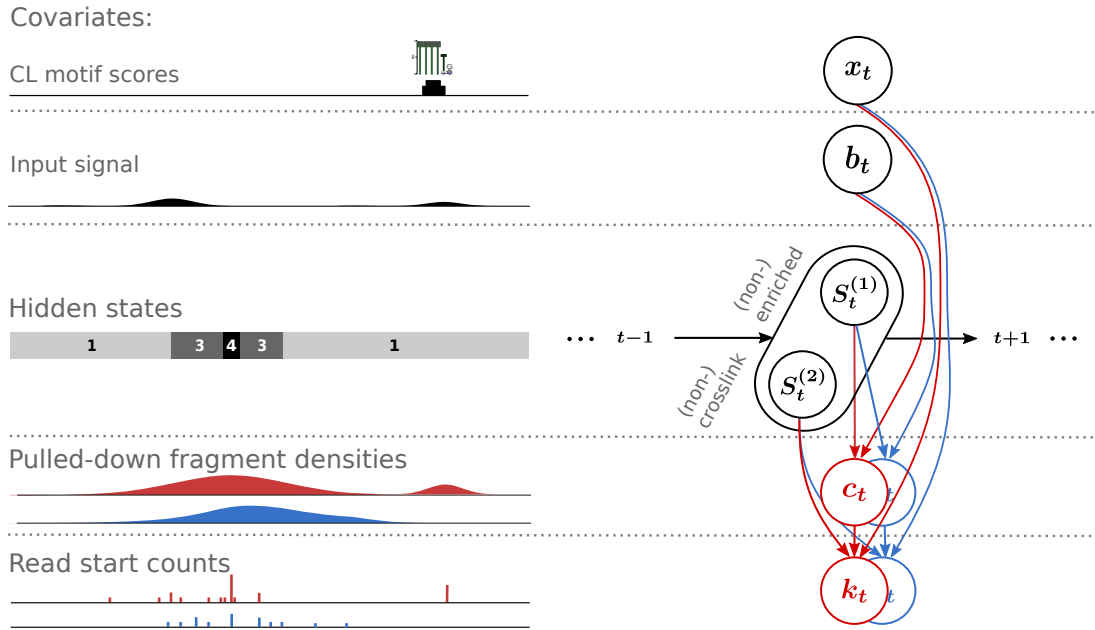 Covariates:
CL motif scores
x_t
Input signal
b_t
(non-)
enriched
S_t^{(1)}
Hidden states
1 3 4 3 1
... t−1
t+1 ...
(non-)
crosslink
S_t^{(2)}
Pulled-down fragment densities
c_t
t
Read start counts
k_t
t